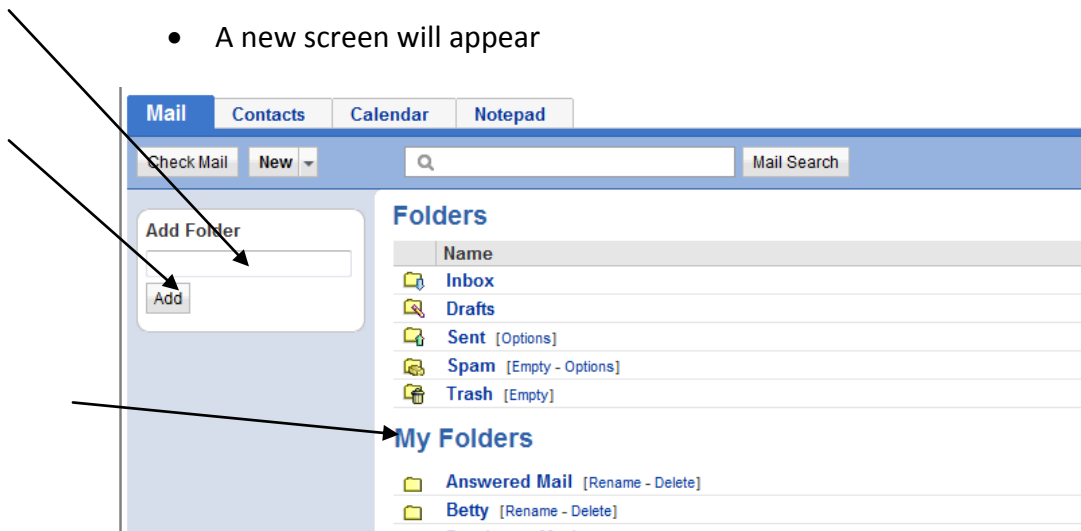 • A new screen will appear
Mail Contacts Calendar Notepad
Check Mail New Mail Search
Add Folder
Add
Folders
Name
Inbox
Drafts
Sent [Options]
Spam [Empty - Options]
Trash [Empty]
My Folders
Answered Mail [Rename - Delete]
Betty [Rename - Delete]